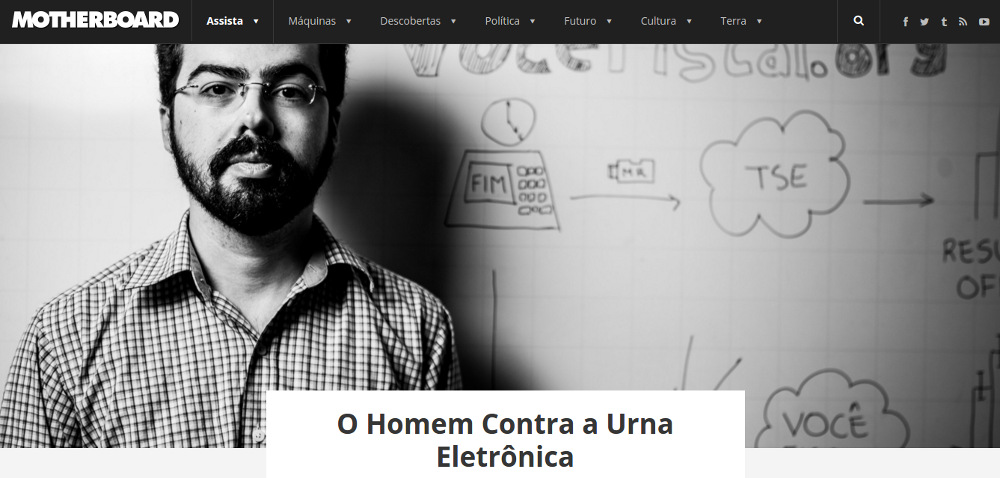 MOTHERBOARD Assista Máquinas Descobertas Política Futuro Cultura Terra
VOCÊfiscal.org
FIM
MR
TSE
RESU
OF
VOCÊ
O Homem Contra a Urna
Eletrônica